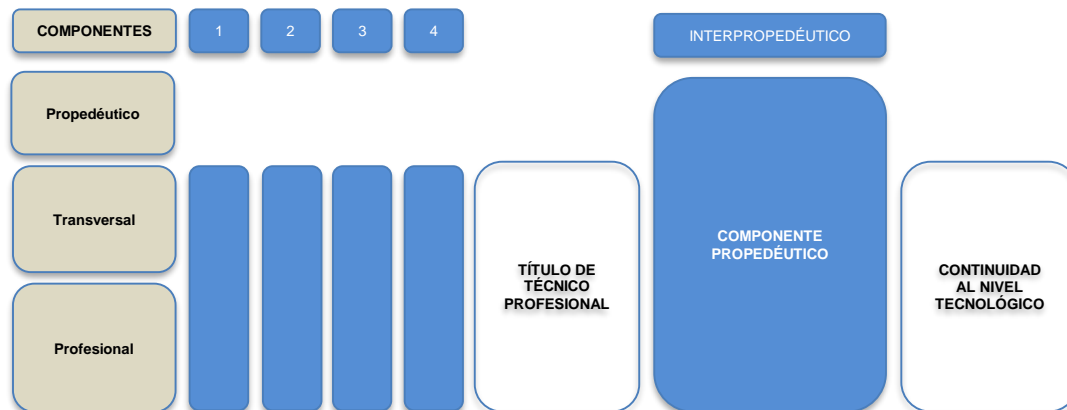 COMPONENTES
1
2
3
4
INTERPROPEDÉUTICO
Propedéutico
Transversal
Profesional
TÍTULO DE
TÉCNICO
PROFESIONAL
COMPONENTE
PROPEDÉUTICO
CONTINUIDAD
AL NIVEL
TECNOLÓGICO